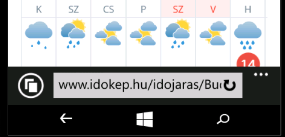 K SZ CS P SZ V H
14
www.idokep.hu/idojaras/Bu